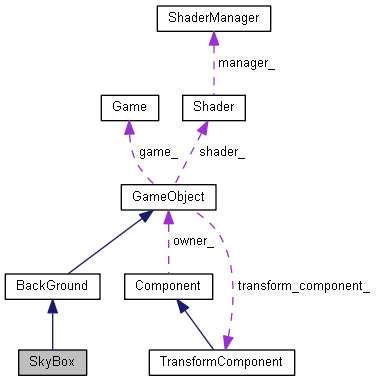 ShaderManager
manager_
Game
Shader
game_
shader_
GameObject
owner_
BackGround
Component
transform_component_
SkyBox
TransformComponent